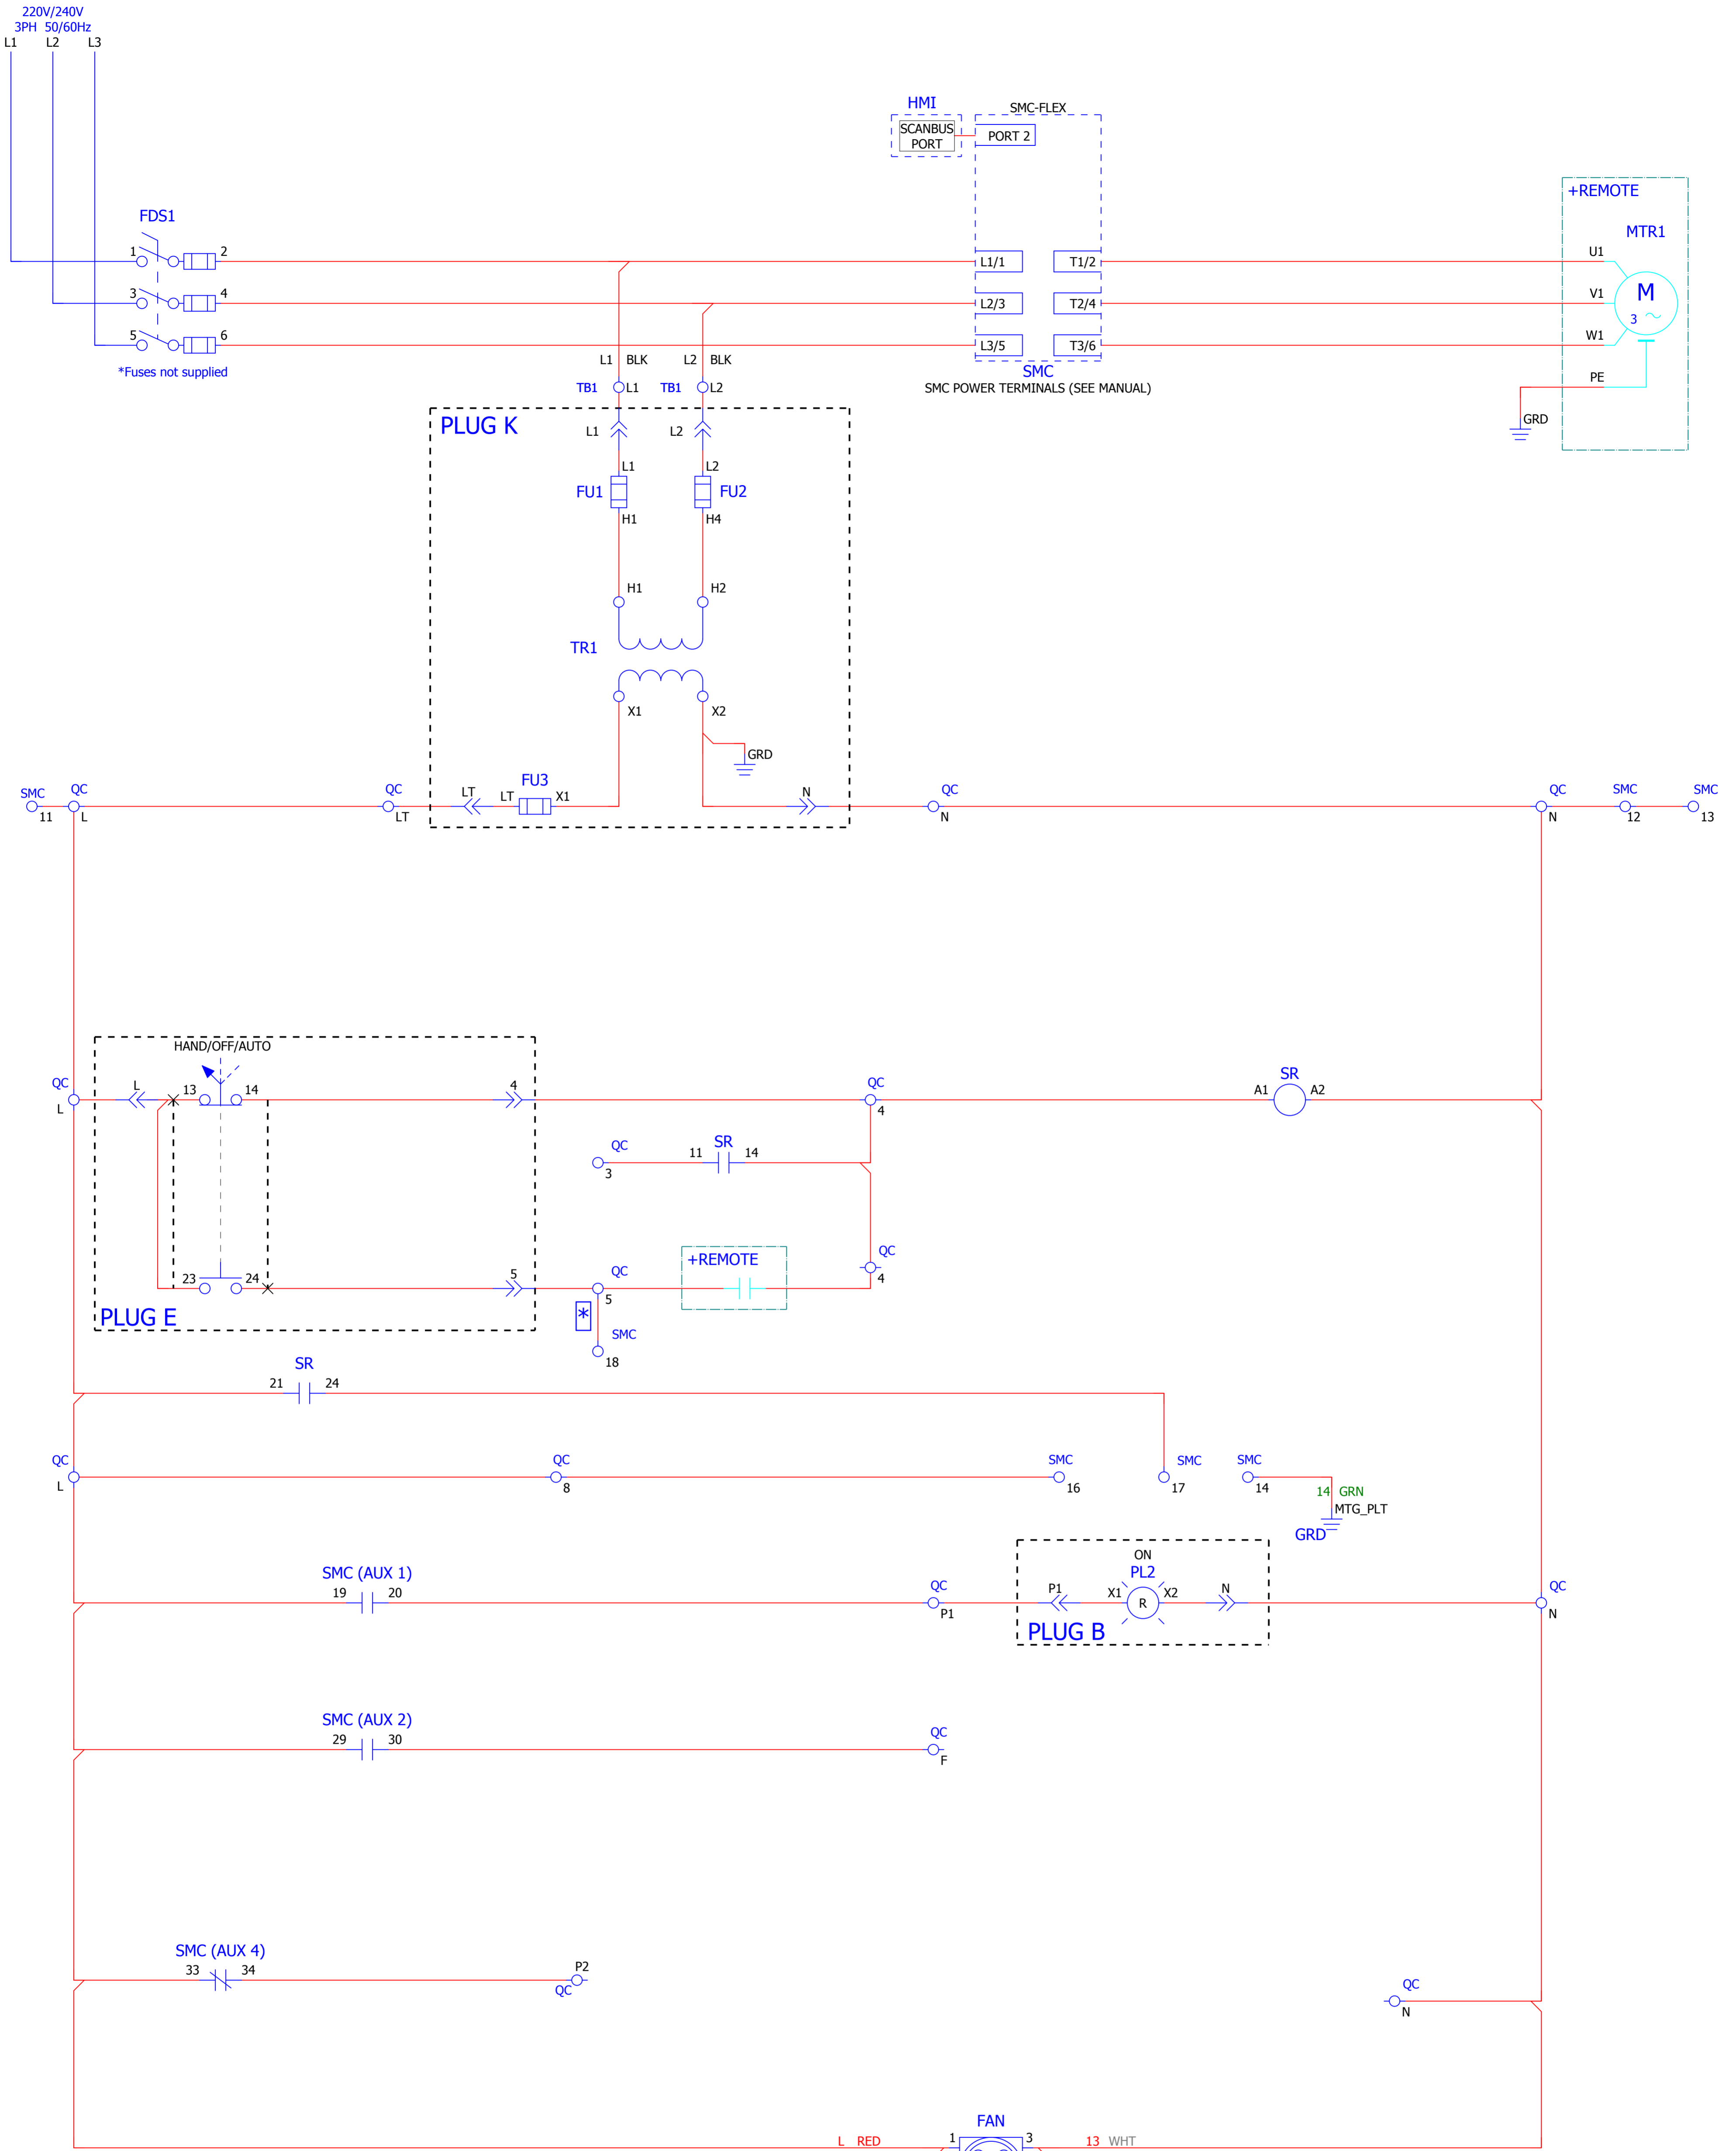 220V/240V
3PH 50/60Hz
L1 L2 L3
HMI
SMC-FLEX
SCANBUS
PORT
PORT 2
+REMOTE
MTR1
FDS1
1 2
L1/1 T1/2
U1
3 4
L2/3 T2/4
V1
M
3
5 6
L3/5 T3/6
W1
*Fuses not supplied
L1 BLK L2 BLK
SMC
SMC POWER TERMINALS (SEE MANUAL)
PE
TB1 L1 TB1 L2
GRD
PLUG K
L1 L2
L1 L2
FU1 FU2
H1 H4
H1 H2
TR1
X1 X2
GRD
FU3
SMC QC QC LT LT X1 N QC QC SMC SMC
11 L LT N N 12 13
HAND/OFF/AUTO
QC L 13 14 4 QC SR
L 4 A1 A2
QC SR
3 11 14
+REMOTE
QC
4
23 24 5 QC
5
PLUG E
*
SMC
18
SR
21 24
QC QC SMC SMC SMC
L 8 16 17 14
14 GRN
MTG_PLT
GRD
ON
SMC (AUX 1) PL2
19 20 QC P1 X1 R X2 N QC
P1 N
PLUG B
SMC (AUX 2)
29 30 QC
F
SMC (AUX 4)
33 34 P2
QC
QC
N
FAN
L RED 1 3 13 WHT